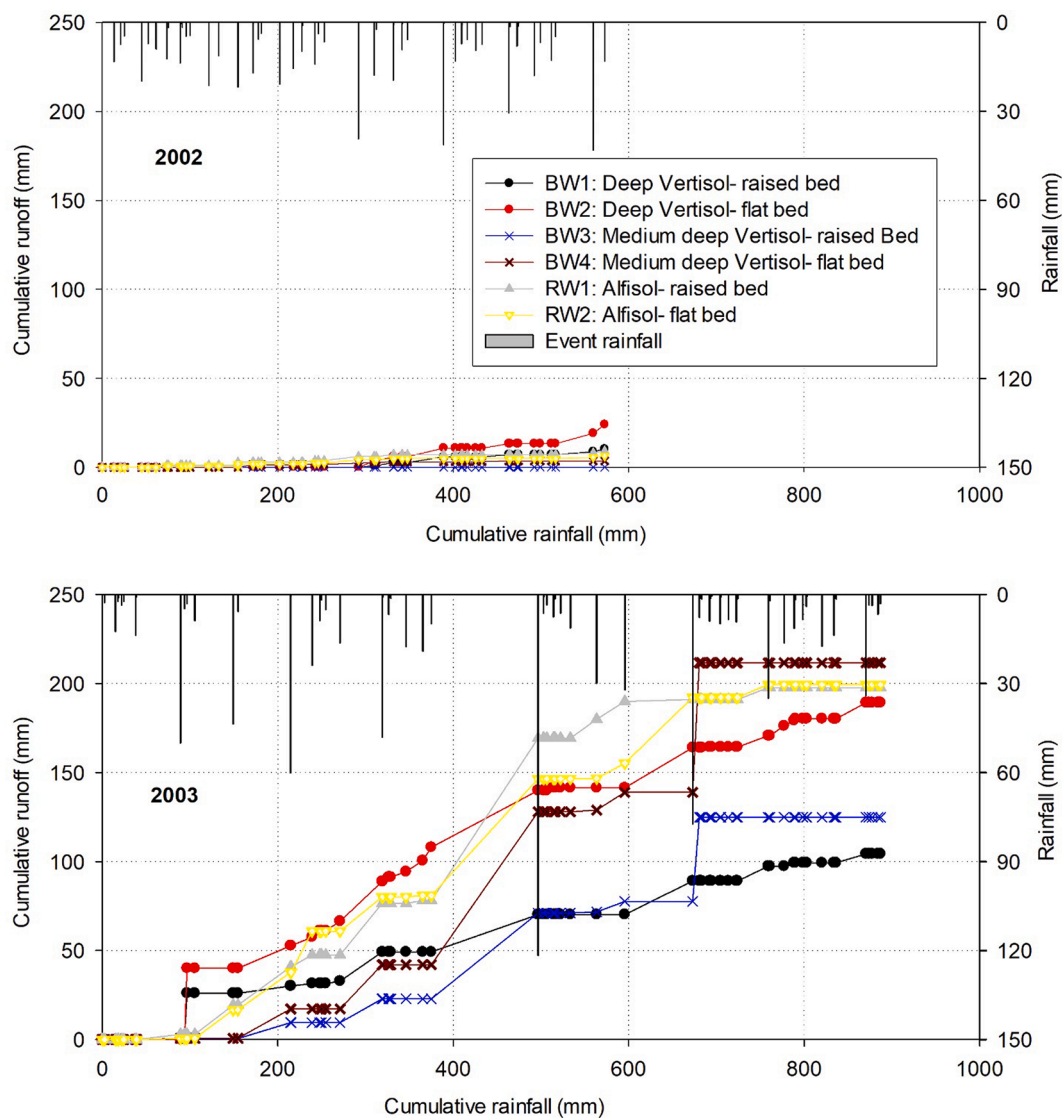 250
200
150
100
50
0
Cumulative runoff (mm)
0
30
60
90
120
150
Rainfall (mm)
2002
BW1: Deep Vertisol- raised bed
BW2: Deep Vertisol- flat bed
BW3: Medium deep Vertisol- raised Bed
BW4: Medium deep Vertisol- flat bed
RW1: Alfisol- raised bed
RW2: Alfisol- flat bed
Event rainfall
0 200 400 600 800 1000
Cumulative rainfall (mm)
250
200
150
100
50
0
Cumulative runoff (mm)
0
30
60
90
120
150
Rainfall (mm)
2003
0 200 400 600 800 1000
Cumulative rainfall (mm)